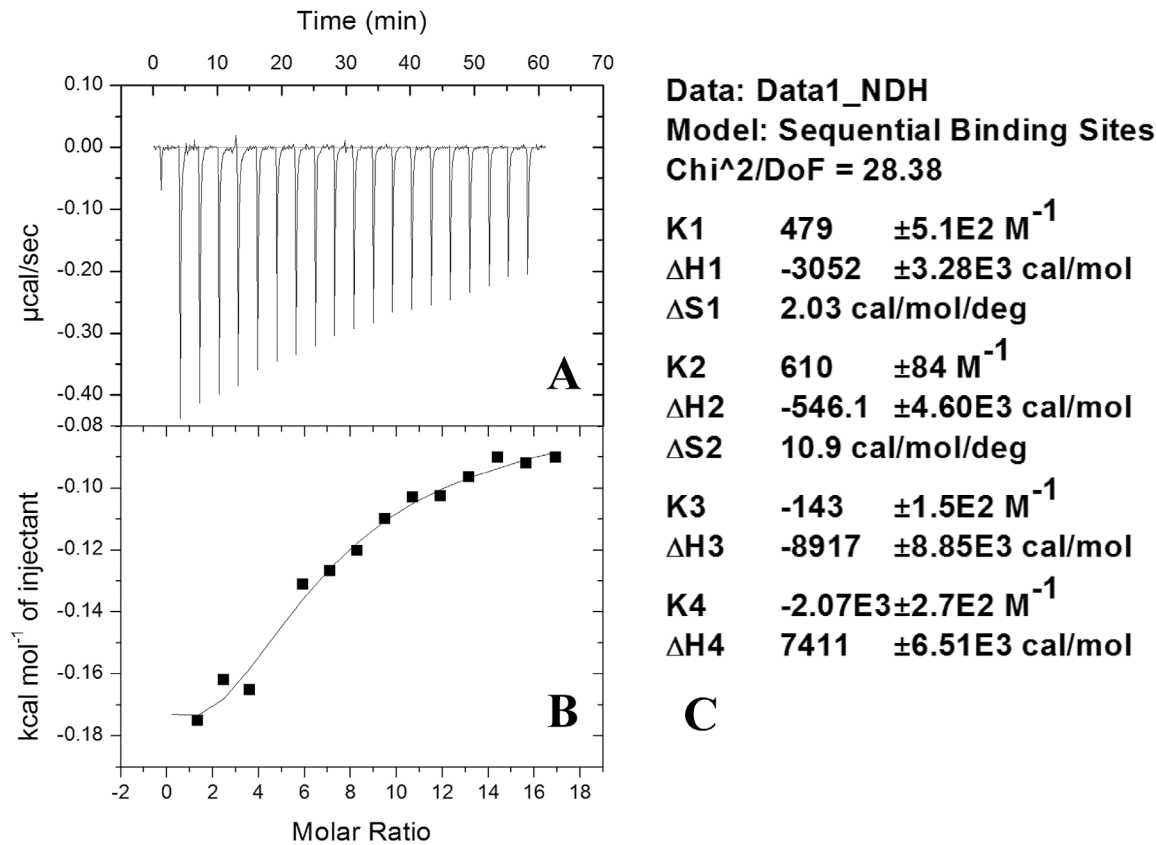 Time (min)
0 10 20 30 40 50 60 70
0.10
0.00
-0.10
-0.20
-0.30
-0.40
-0.08
µcal/sec
A
-0.10
-0.12
-0.14
-0.16
-0.18
kcal mol⁻¹ of injectant
B
-2 0 2 4 6 8 10 12 14 16 18
Molar Ratio
Data: Data1_NDH
Model: Sequential Binding Sites
Chi^2/DoF = 28.38
K1 479 ±5.1E2 M⁻¹
ΔH1 -3052 ±3.28E3 cal/mol
ΔS1 2.03 cal/mol/deg
K2 610 ±84 M⁻¹
ΔH2 -546.1 ±4.60E3 cal/mol
ΔS2 10.9 cal/mol/deg
K3 -143 ±1.5E2 M⁻¹
ΔH3 -8917 ±8.85E3 cal/mol
K4 -2.07E3 ±2.7E2 M⁻¹
ΔH4 7411 ±6.51E3 cal/mol
C